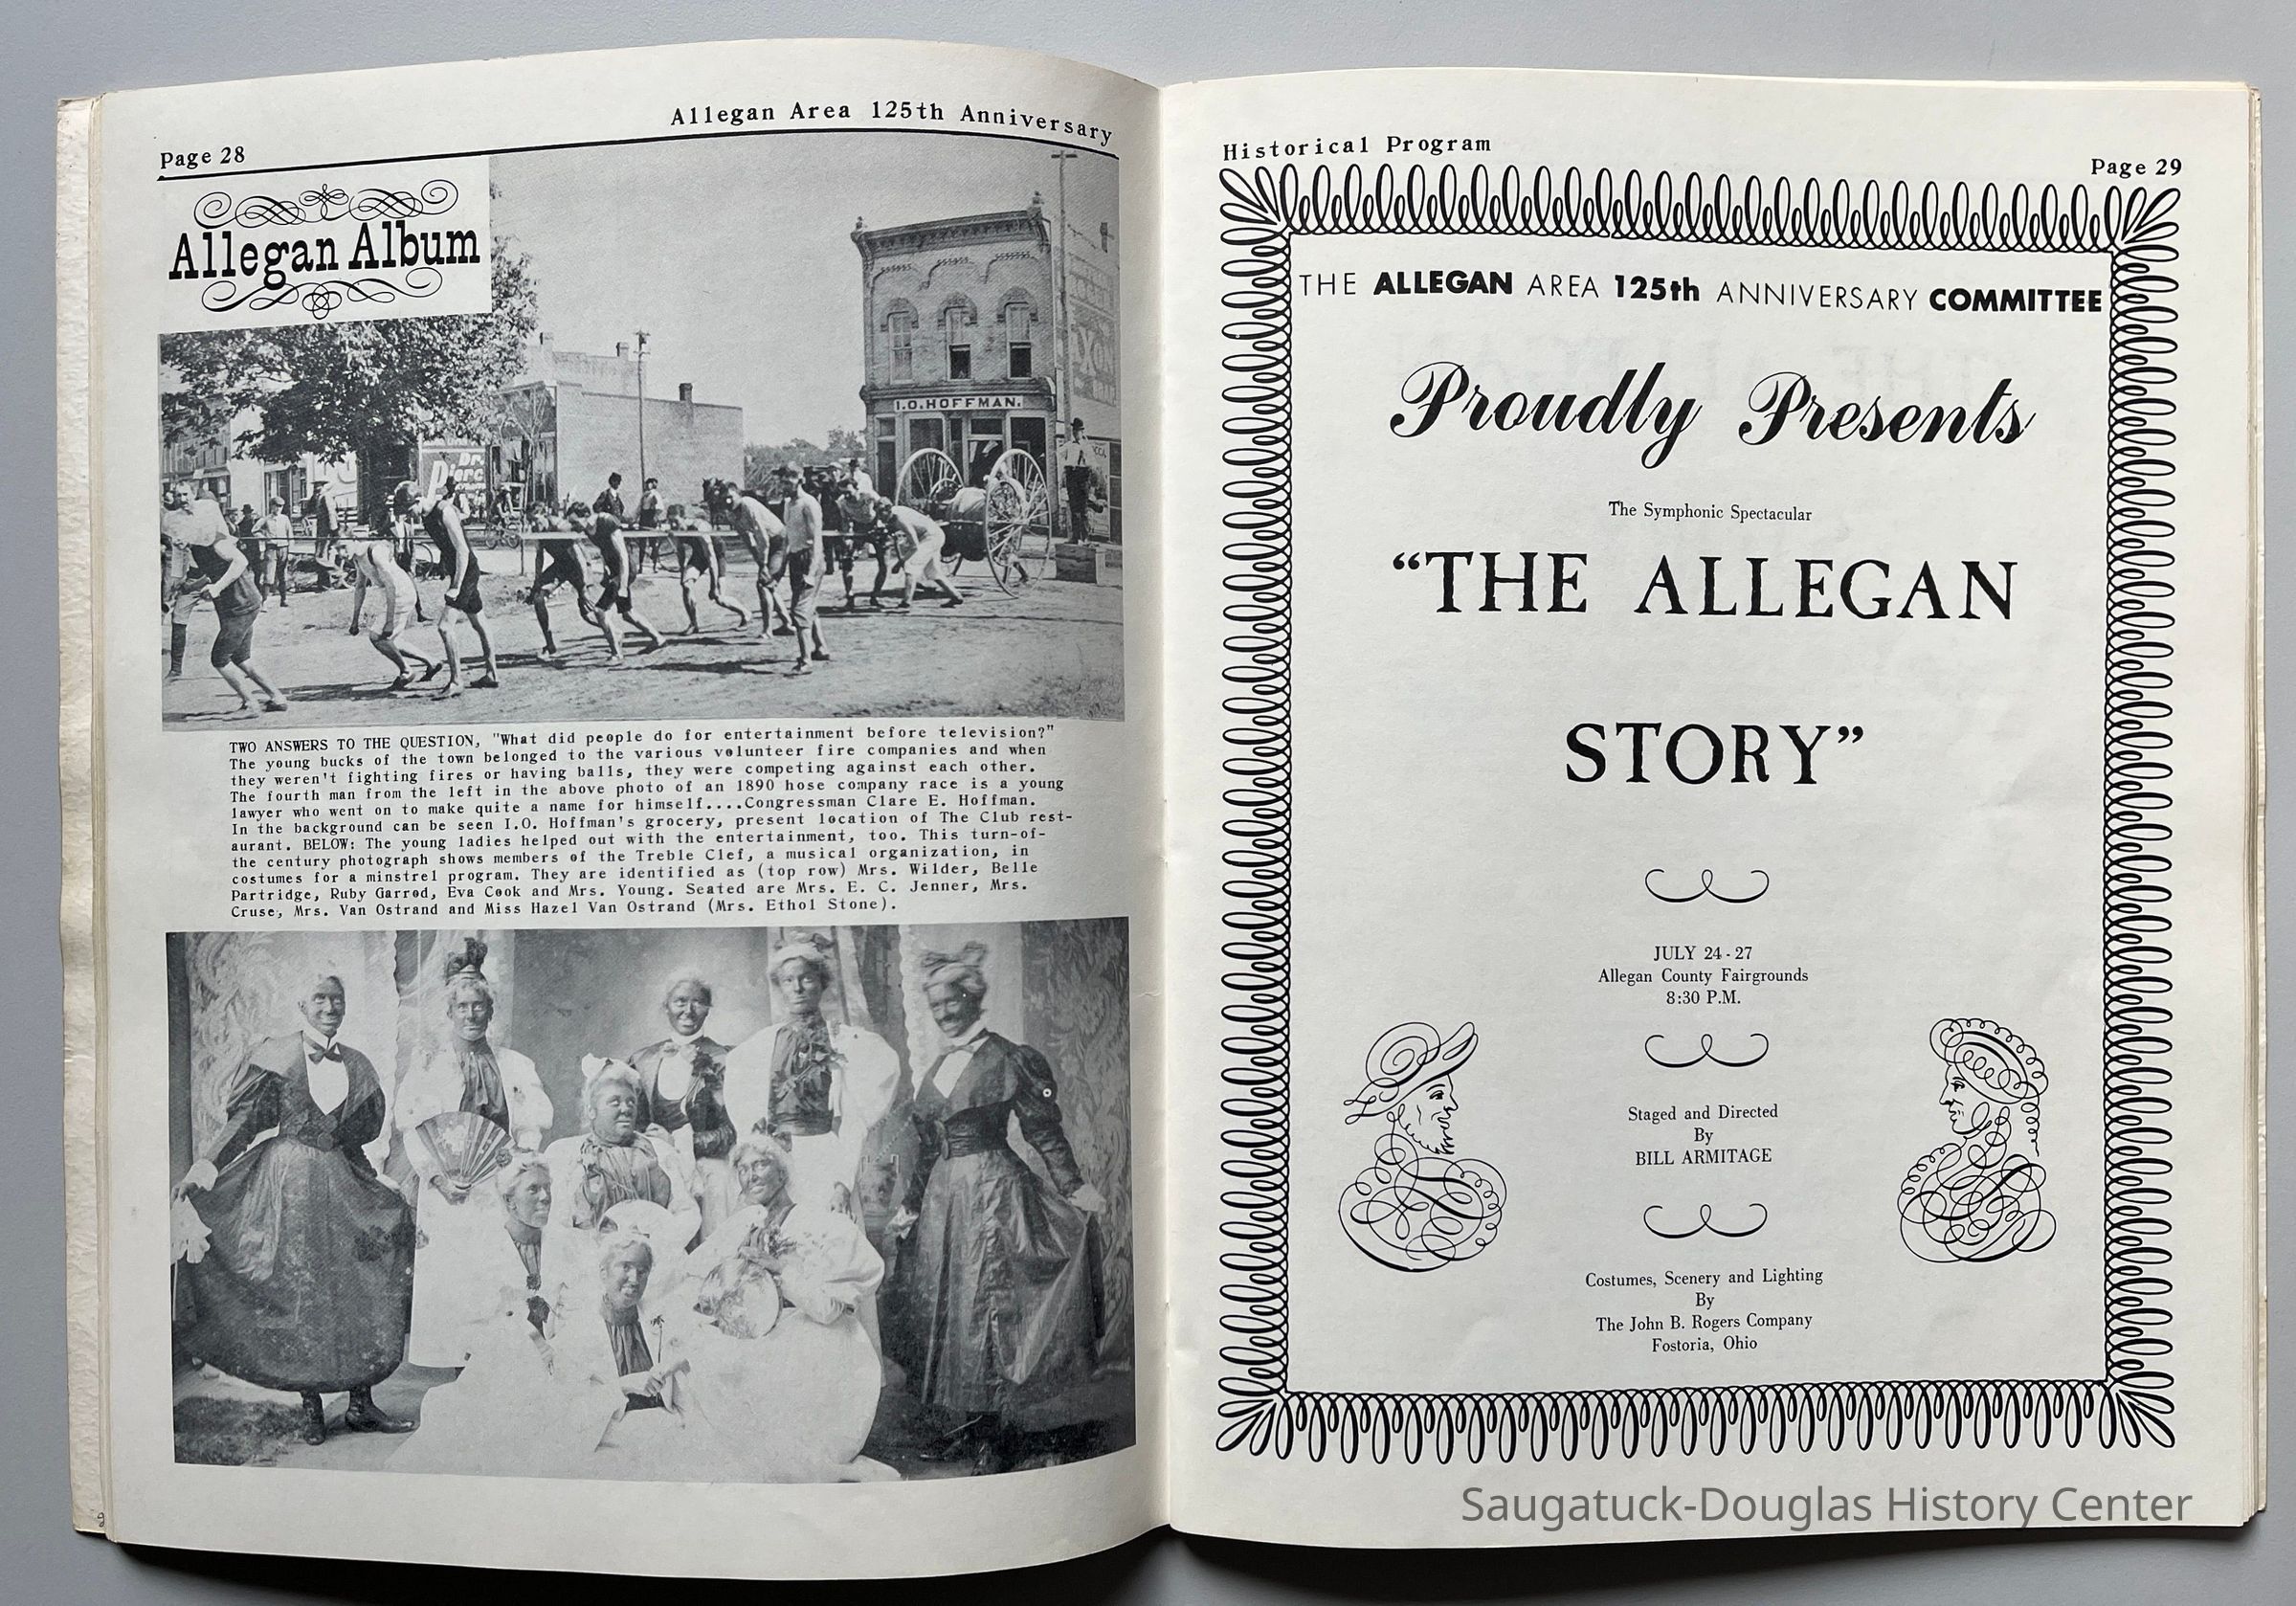 Page 28
Allegan Area 125th Anniversary
Allegan Album
I.O.HOFFMAN.
Dr.
Pierc
TWO ANSWERS TO THE QUESTION, "What did people do for entertainment before television?"
The young bucks of the town belonged to the various volunteer fire companies and when
they weren't fighting fires or having balls, they were competing against each other.
The fourth man from the left in the above photo of an 1890 hose company race is a young
lawyer who went on to make quite a name for himself....Congressman Clare E. Hoffman.
In the background can be seen I.O. Hoffman's grocery, present location of The Club rest-
aurant. BELOW: The young ladies helped out with the entertainment, too. This turn-of-
the century photograph shows members of the Treble Clef, a musical organization, in
costumes for a minstrel program. They are identified as (top row) Mrs. Wilder, Belle
Partridge, Ruby Garrod, Eva Cook and Mrs. Young. Seated are Mrs. E. C. Jenner, Mrs.
Cruse, Mrs. Van Ostrand and Miss Hazel Van Ostrand (Mrs. Ethol Stone).
Historical Program
Page 29
THE ALLEGAN AREA 125th ANNIVERSARY COMMITTEE
Proudly Presents
The Symphonic Spectacular
“THE ALLEGAN
STORY”
JULY 24-27
Allegan County Fairgrounds
8:30 P.M.
Staged and Directed
By
BILL ARMITAGE
Costumes, Scenery and Lighting
By
The John B. Rogers Company
Fostoria, Ohio
Saugatuck-Douglas History Center